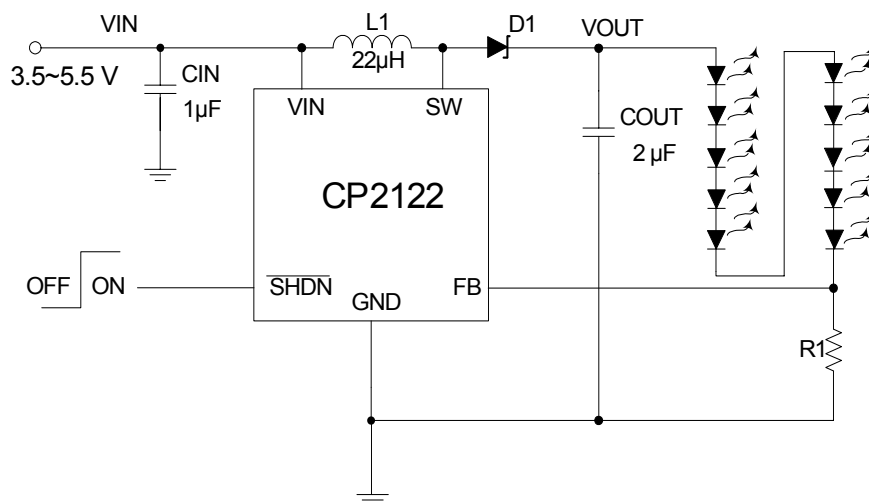 VIN
L1
D1
VOUT
3.5~5.5 V
22µH
CIN
1µF
VIN
SW
COUT
2 µF
CP2122
OFF
ON
SHDN
FB
GND
R1